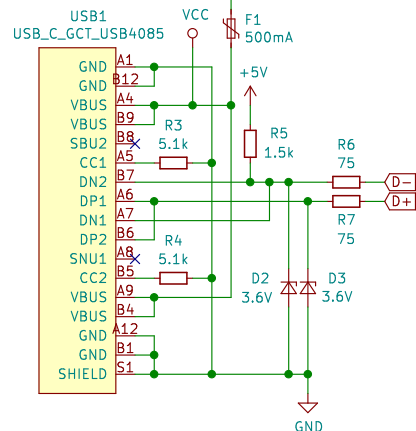 USB1
USB_C_GCT_USB4085
VCC
F1
500mA
+5V
GND A1
GND B12
VBUS A4
VBUS B9
SBU2 B8
CC1 A5
DN2 B7
DP1 A6
DN1 A7
DP2 B6
SNU1 A8
CC2 B5
VBUS A9
VBUS B4
GND A12
GND B1
SHIELD S1
R3
5.1k
R4
5.1k
R5
1.5k
R6
75
D-
D+
R7
75
D2
3.6V
D3
3.6V
GND